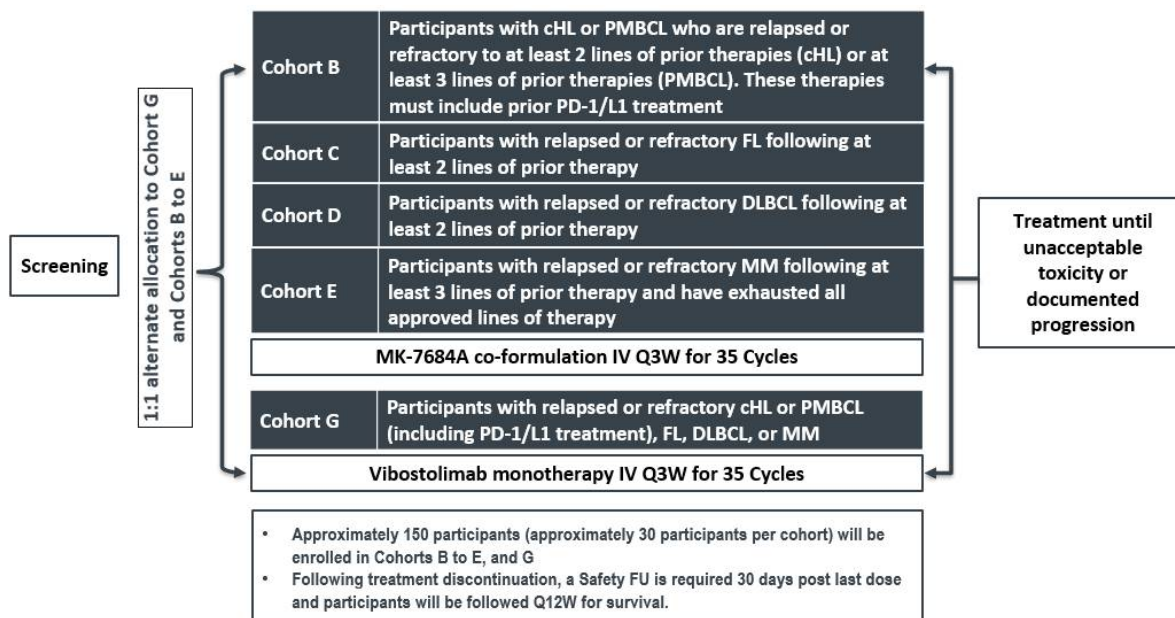 Screening
1:1 alternate allocation to Cohort G
and Cohorts B to E
Cohort B
Participants with cHL or PMBCL who are relapsed or
refractory to at least 2 lines of prior therapies (cHL) or at
least 3 lines of prior therapies (PMBCL). These therapies
must include prior PD-1/L1 treatment
Cohort C
Participants with relapsed or refractory FL following at
least 2 lines of prior therapy
Cohort D
Participants with relapsed or refractory DLBCL following at
least 2 lines of prior therapy
Cohort E
Participants with relapsed or refractory MM following at
least 3 lines of prior therapy and have exhausted all
approved lines of therapy
MK-7684A co-formulation IV Q3W for 35 Cycles
Cohort G
Participants with relapsed or refractory cHL or PMBCL
(including PD-1/L1 treatment), FL, DLBCL, or MM
Vibostolimab monotherapy IV Q3W for 35 Cycles
Treatment until
unacceptable
toxicity or
documented
progression
• Approximately 150 participants (approximately 30 participants per cohort) will be
enrolled in Cohorts B to E, and G
• Following treatment discontinuation, a Safety FU is required 30 days post last dose
and participants will be followed Q12W for survival.